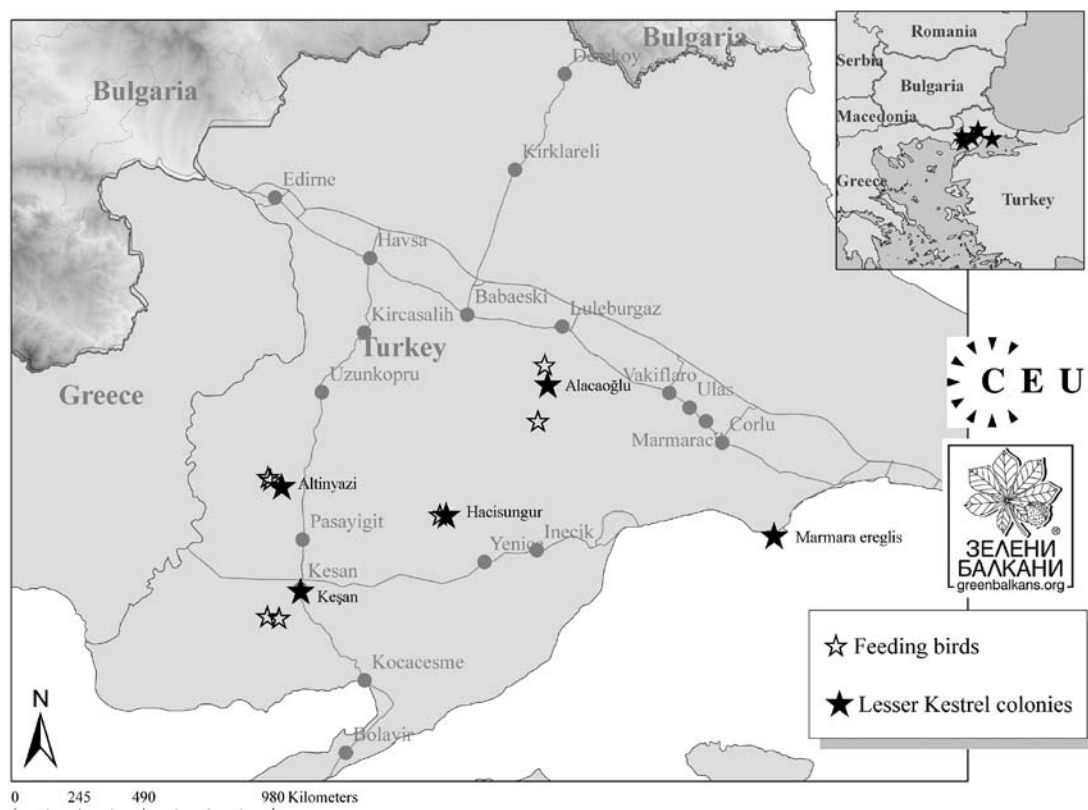 Bulgaria
Derekoy
Bulgaria
Kirklareli
Edirne
Havsa
Babaeski
Luleburgaz
Kircasalih
Turkey
Uzunkopru
Greece
Alacaoğlu
Vakiflaro
Ulas
Corlu
Marmaracik
Altinyazi
Hacisungur
Pasayigit
Inecik
Yenice
Marmara ereglis
Kesan
Keşan
Kocacesme
Bolayir
N
0 245 490 980 Kilometers
Romania
Serbia
Bulgaria
Macedonia
Greece
Turkey
CEU
®
ЗЕЛЕНИ
БАЛКАНИ
greenbalkans.org
Feeding birds
Lesser Kestrel colonies